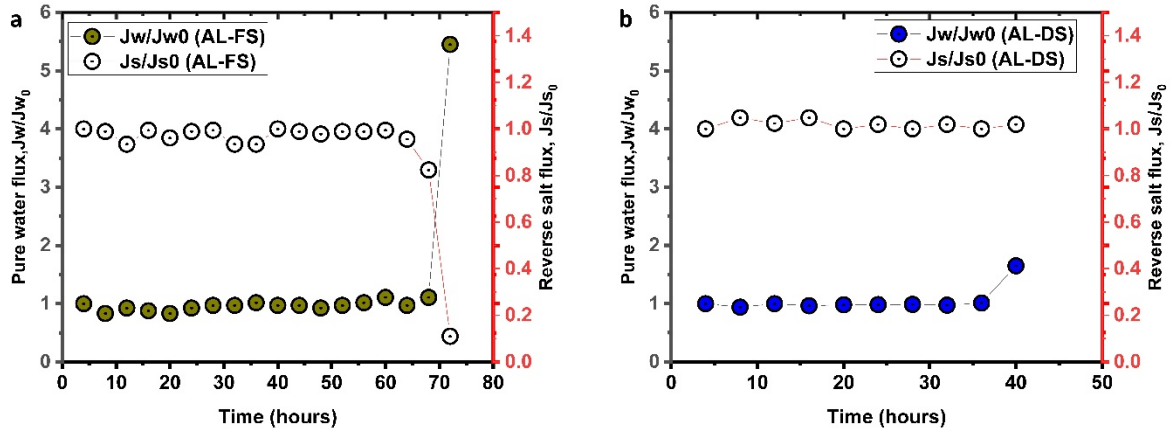 a
Jw/Jw0 (AL-FS)
Js/Js0 (AL-FS)
Pure water flux,Jw/Jw₀
6
5
4
3
2
1
0
0 10 20 30 40 50 60 70 80
Time (hours)
1.4
1.2
1.0
0.8
0.6
0.4
0.2
0.0
Reverse salt flux, Js/Js₀
b
Jw/Jw0 (AL-DS)
Js/Js0 (AL-DS)
Pure water flux,Jw/Jw₀
6
5
4
3
2
1
0
0 10 20 30 40 50
Time (hours)
1.4
1.2
1.0
0.8
0.6
0.4
0.2
0.0
Reverse salt flux, Js/Js₀